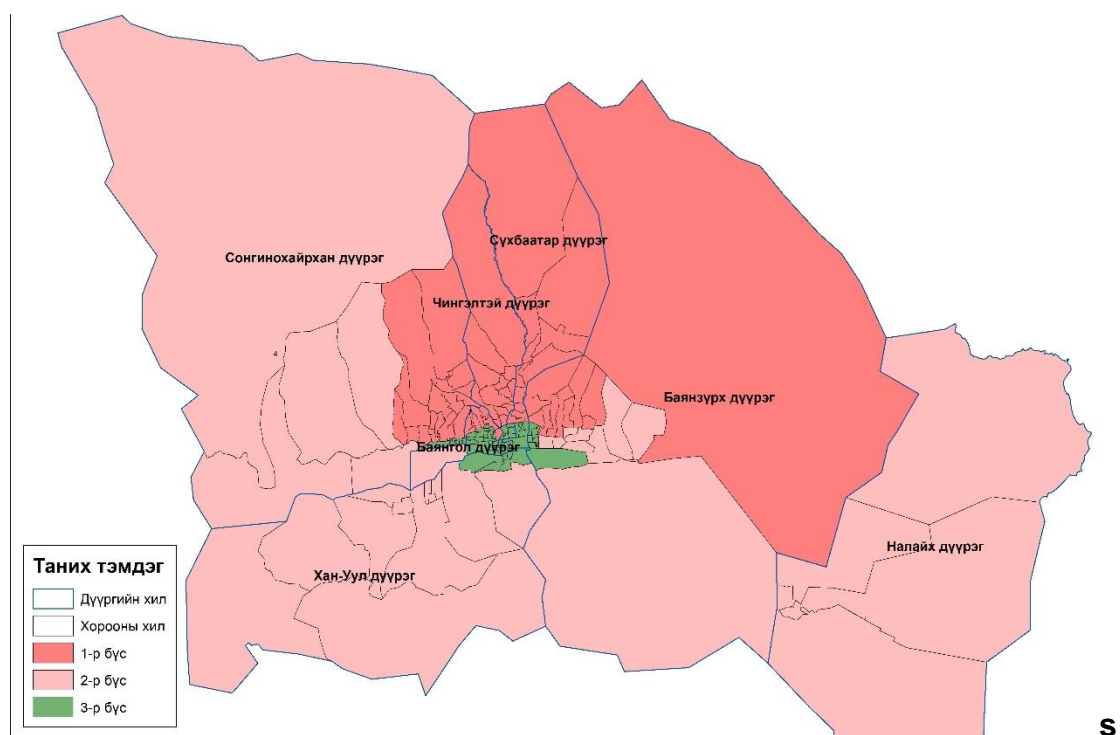 Сүхбаатар дүүрэг
Сонгинохайрхан дүүрэг
Чингэлтэй дүүрэг
4
Баянзүрх дүүрэг
Баянгол дүүрэг
Налайх дүүрэг
Хан-Уул дүүрэг
Таних тэмдэг
Дүүргийн хил
Хорооны хил
1-р бүс
2-р бүс
3-р бүс
s